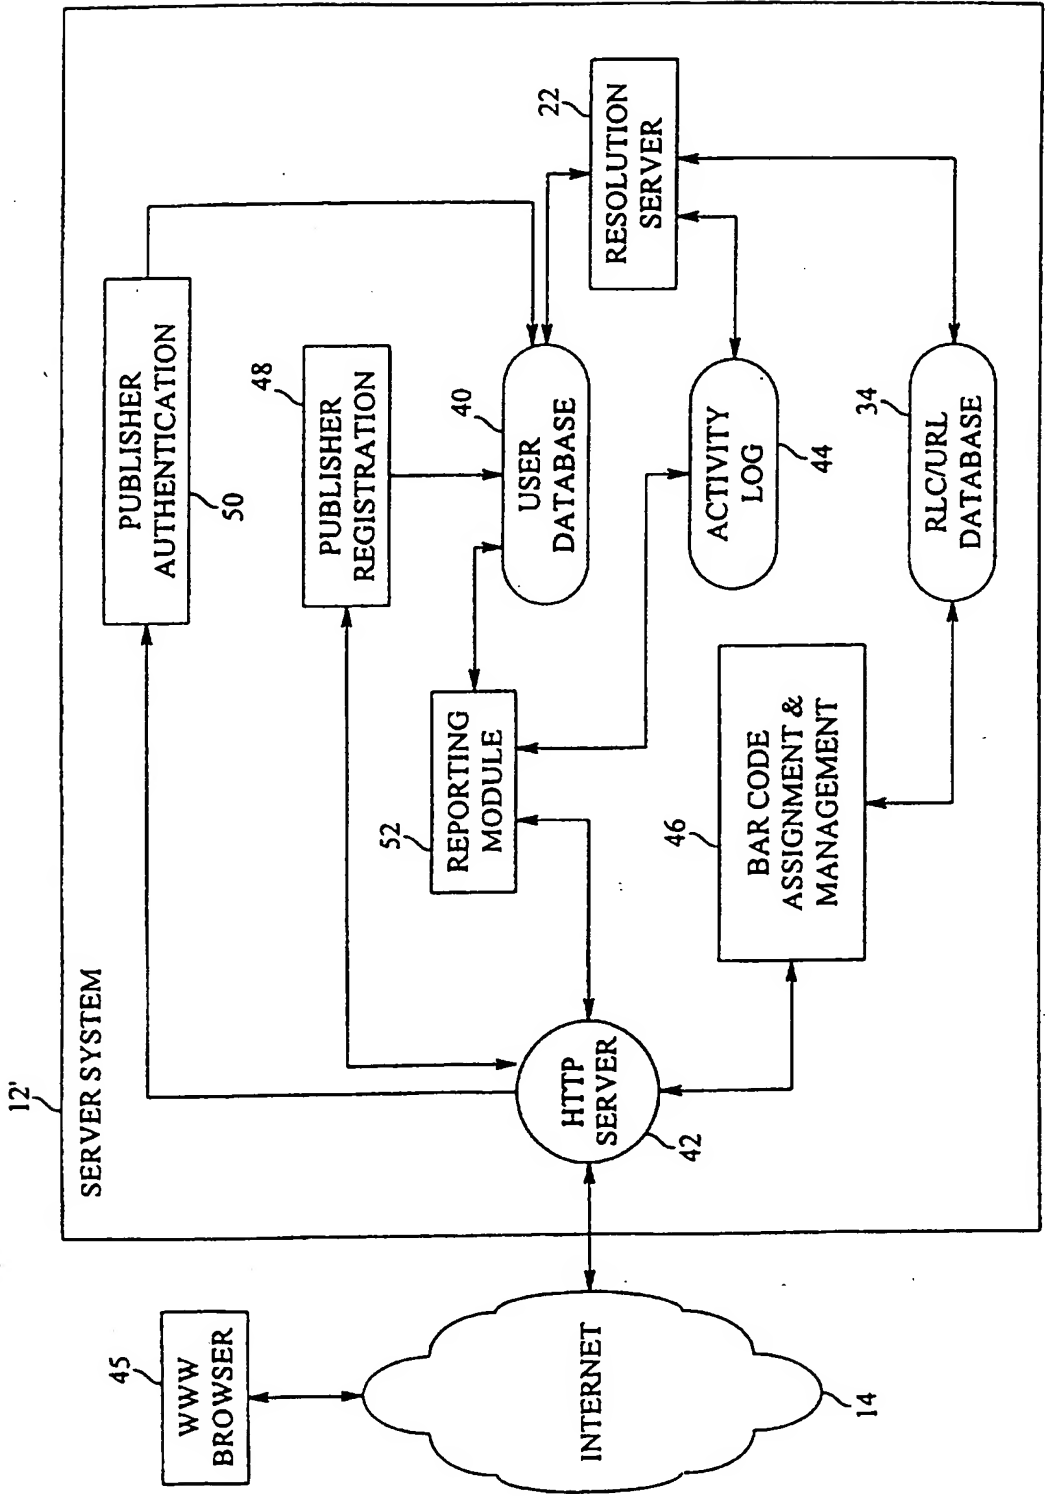 12'
SERVER SYSTEM
45
WWW
BROWSER
INTERNET
14
HTTP
SERVER
42
PUBLISHER
AUTHENTICATION
50
48
PUBLISHER
REGISTRATION
52
REPORTING
MODULE
40
USER
DATABASE
22
RESOLUTION
SERVER
ACTIVITY
LOG
44
46
BAR CODE
ASSIGNMENT &
MANAGEMENT
34
RLC/URL
DATABASE